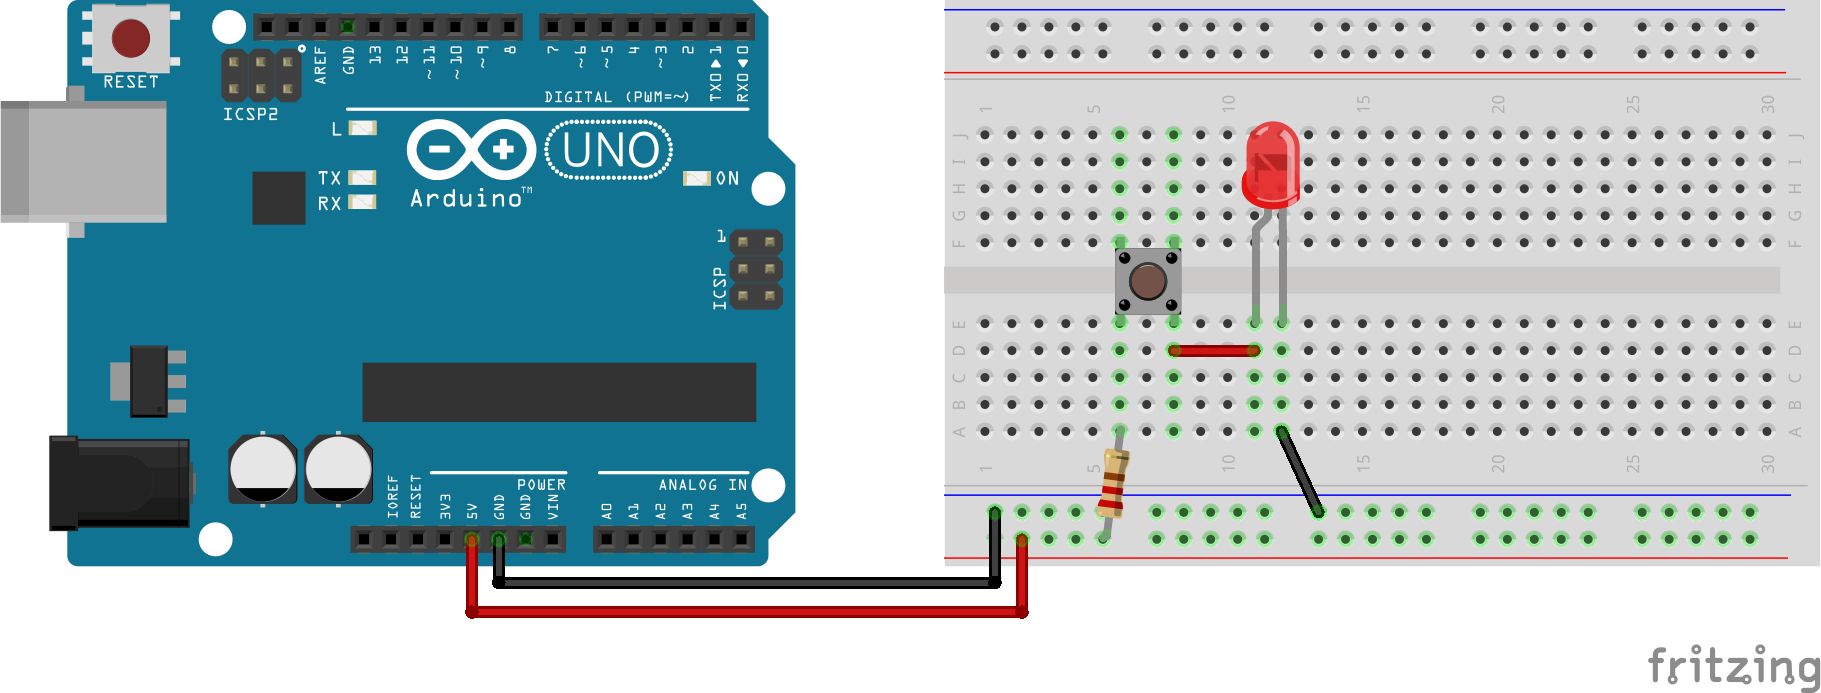 RESET
ICSP2
AREF
GND
13
12
~11
~10
~9
8
7
~6
~5
4
~3
2
TX0▶1
RX0◀0
DIGITAL (PWM=~)
L
TX
RX
UNO
Arduino™
ON
1
ICSP
IOREF
RESET
3V3
5V
GND
GND
VIN
POWER
ANALOG IN
A0
A1
A2
A3
A4
A5
1 5 10 15 20 25 30
J J
I I
H H
G G
F F
E E
D D
C C
B B
A A
1 5 10 15 20 25 30
fritzing